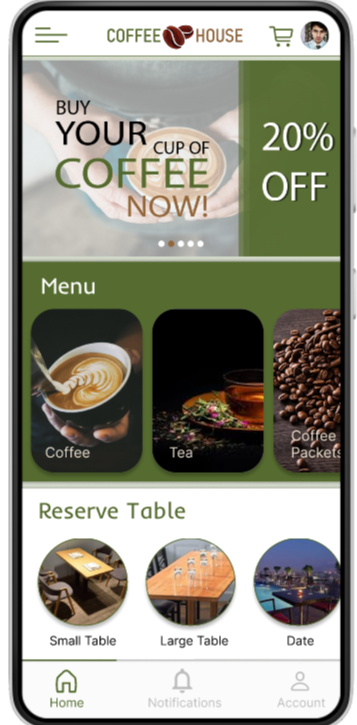 COFFEE HOUSE
BUY
YOUR CUP OF
COFFEE
NOW!
20%
OFF
Menu
Coffee
Tea
Coffee
Packets
Reserve Table
Small Table
Large Table
Date
Home
Notifications
Account